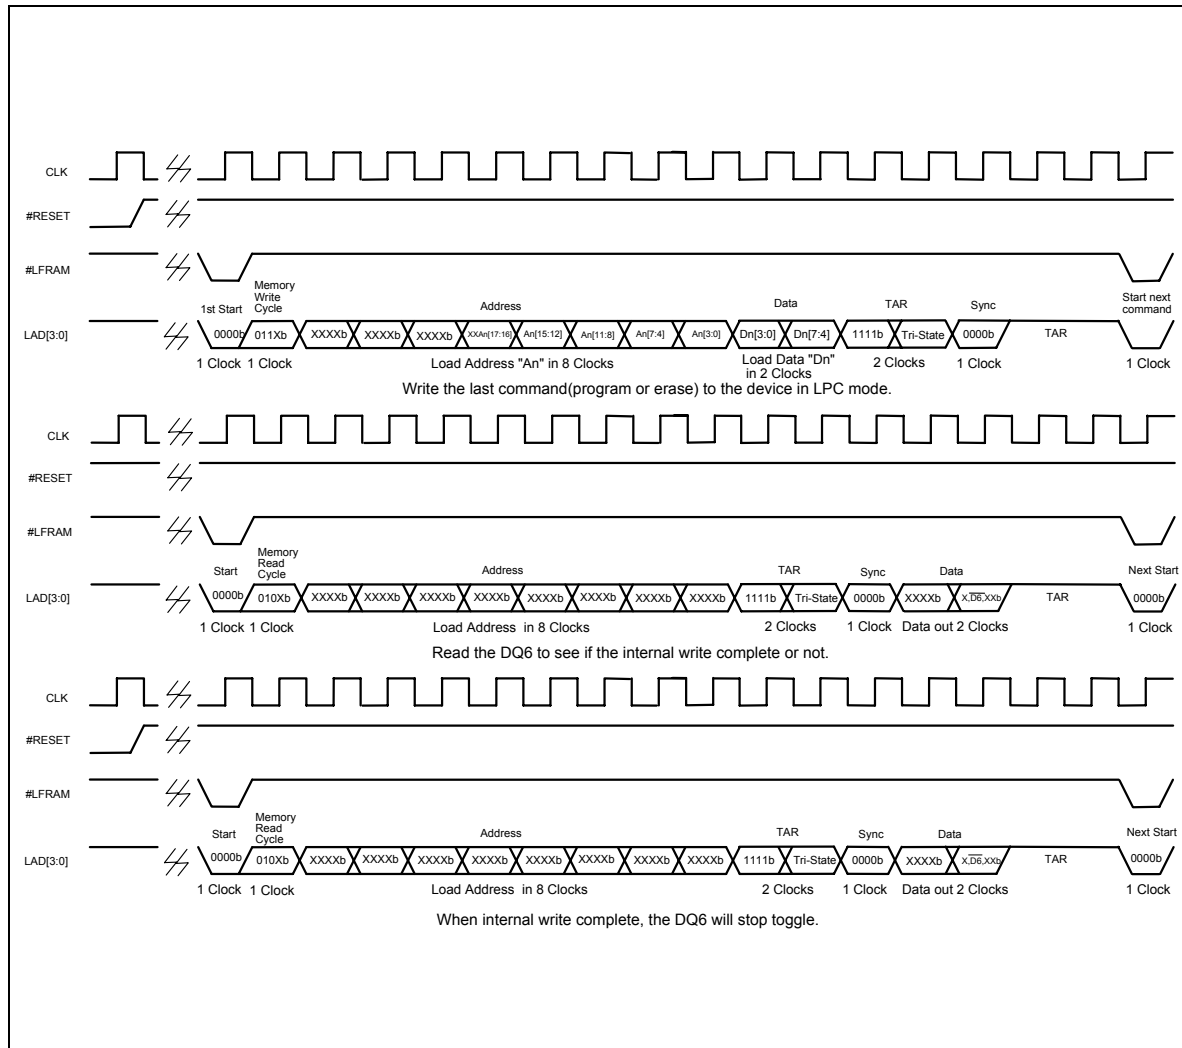 CLK
#RESET
#LFRAM
Memory
Write
Cycle
1st Start Address Data TAR Sync Start next
command
LAD[3:0] 0000b 011Xb XXXXb XXXXb XXXXb XXAn[17:16] An[15:12] An[11:8] An[7:4] An[3:0] Dn[3:0] Dn[7:4] 1111b Tri-State 0000b TAR
1 Clock 1 Clock Load Address "An" in 8 Clocks Load Data "Dn"
in 2 Clocks 2 Clocks 1 Clock 1 Clock
Write the last command(program or erase) to the device in LPC mode.
CLK
#RESET
#LFRAM
Memory
Read
Cycle
Start Address TAR Sync Data Next Start
LAD[3:0] 0000b 010Xb XXXXb XXXXb XXXXb XXXXb XXXXb XXXXb XXXXb XXXXb 1111b Tri-State 0000b XXXXb X,D6,XXb TAR 0000b
1 Clock 1 Clock Load Address in 8 Clocks 2 Clocks 1 Clock Data out 2 Clocks 1 Clock
Read the DQ6 to see if the internal write complete or not.
CLK
#RESET
#LFRAM
Memory
Read
Cycle
Start Address TAR Sync Data Next Start
LAD[3:0] 0000b 010Xb XXXXb XXXXb XXXXb XXXXb XXXXb XXXXb XXXXb XXXXb 1111b Tri-State 0000b XXXXb X,D6,XXb TAR 0000b
1 Clock 1 Clock Load Address in 8 Clocks 2 Clocks 1 Clock Data out 2 Clocks 1 Clock
When internal write complete, the DQ6 will stop toggle.